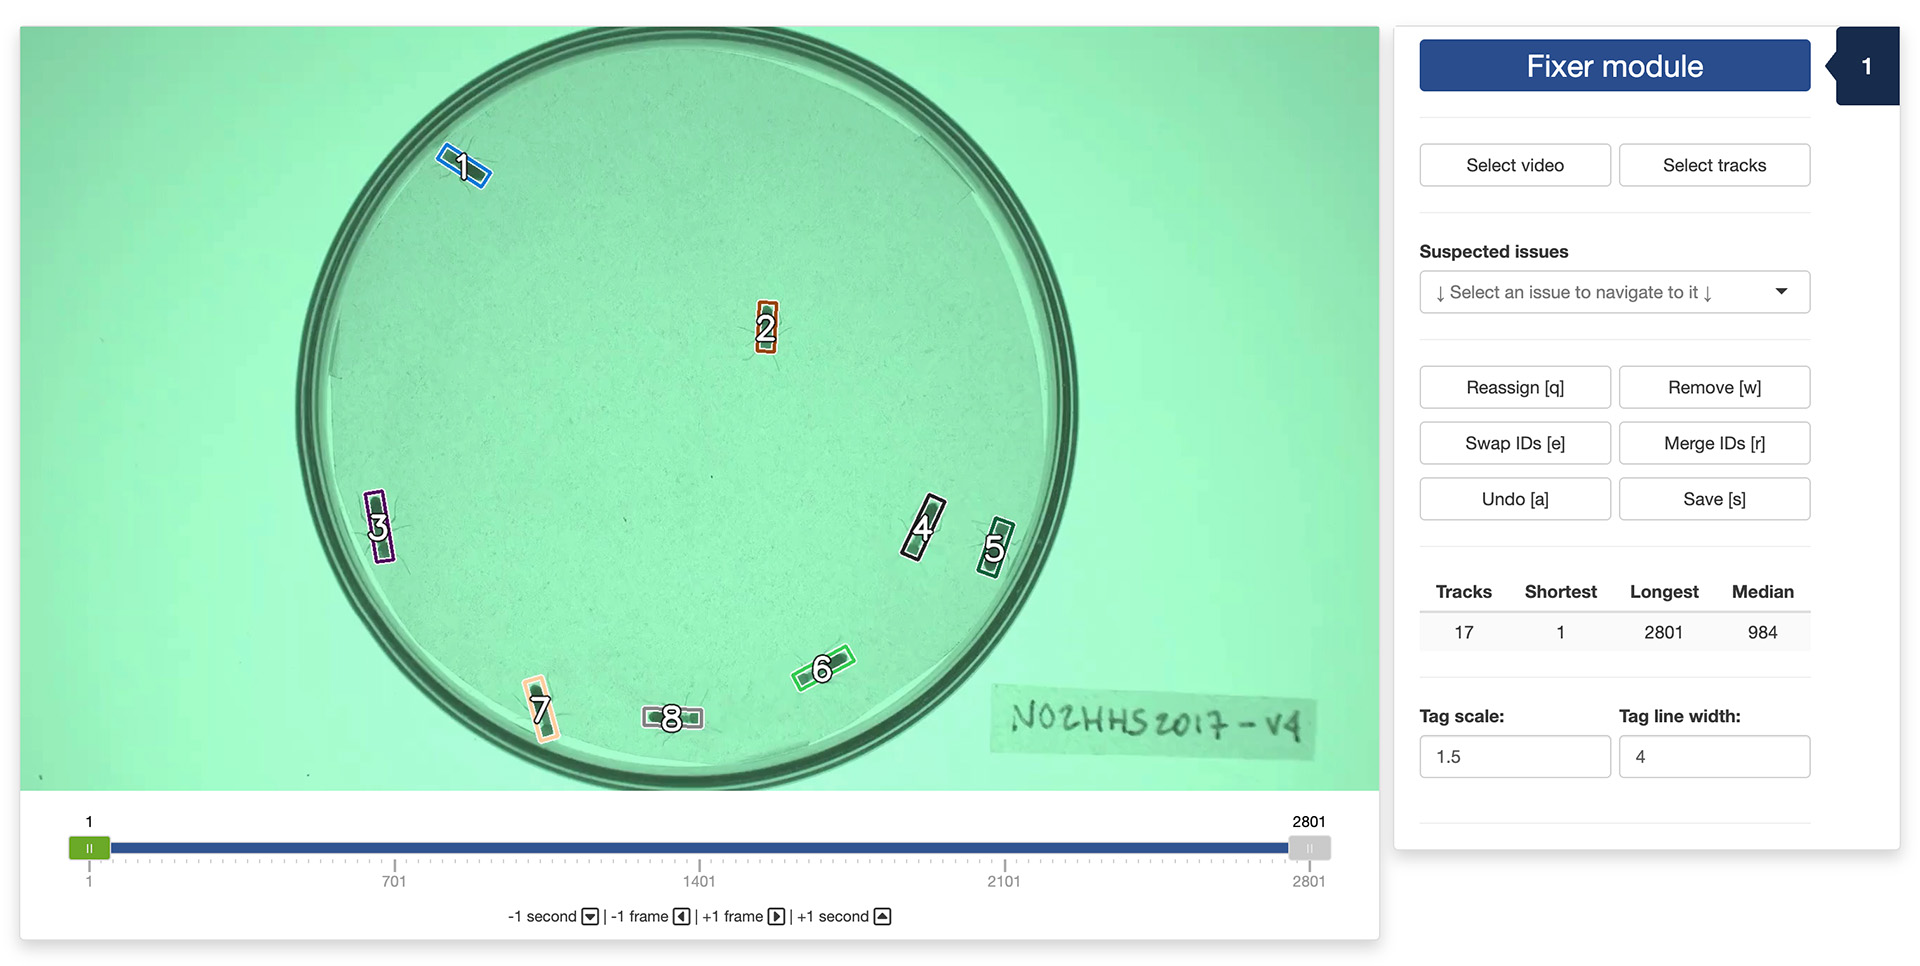 1
2
3
4
5
6
7
8
NO2HHS2017-V4
1 2801
1 701 1401 2101 2801
-1 second | -1 frame | +1 frame | +1 second
Fixer module
1
Select video Select tracks
Suspected issues
↓ Select an issue to navigate to it ↓
Reassign [q] Remove [w]
Swap IDs [e] Merge IDs [r]
Undo [a] Save [s]
Tracks Shortest Longest Median
17 1 2801 984
Tag scale: Tag line width:
1.5 4